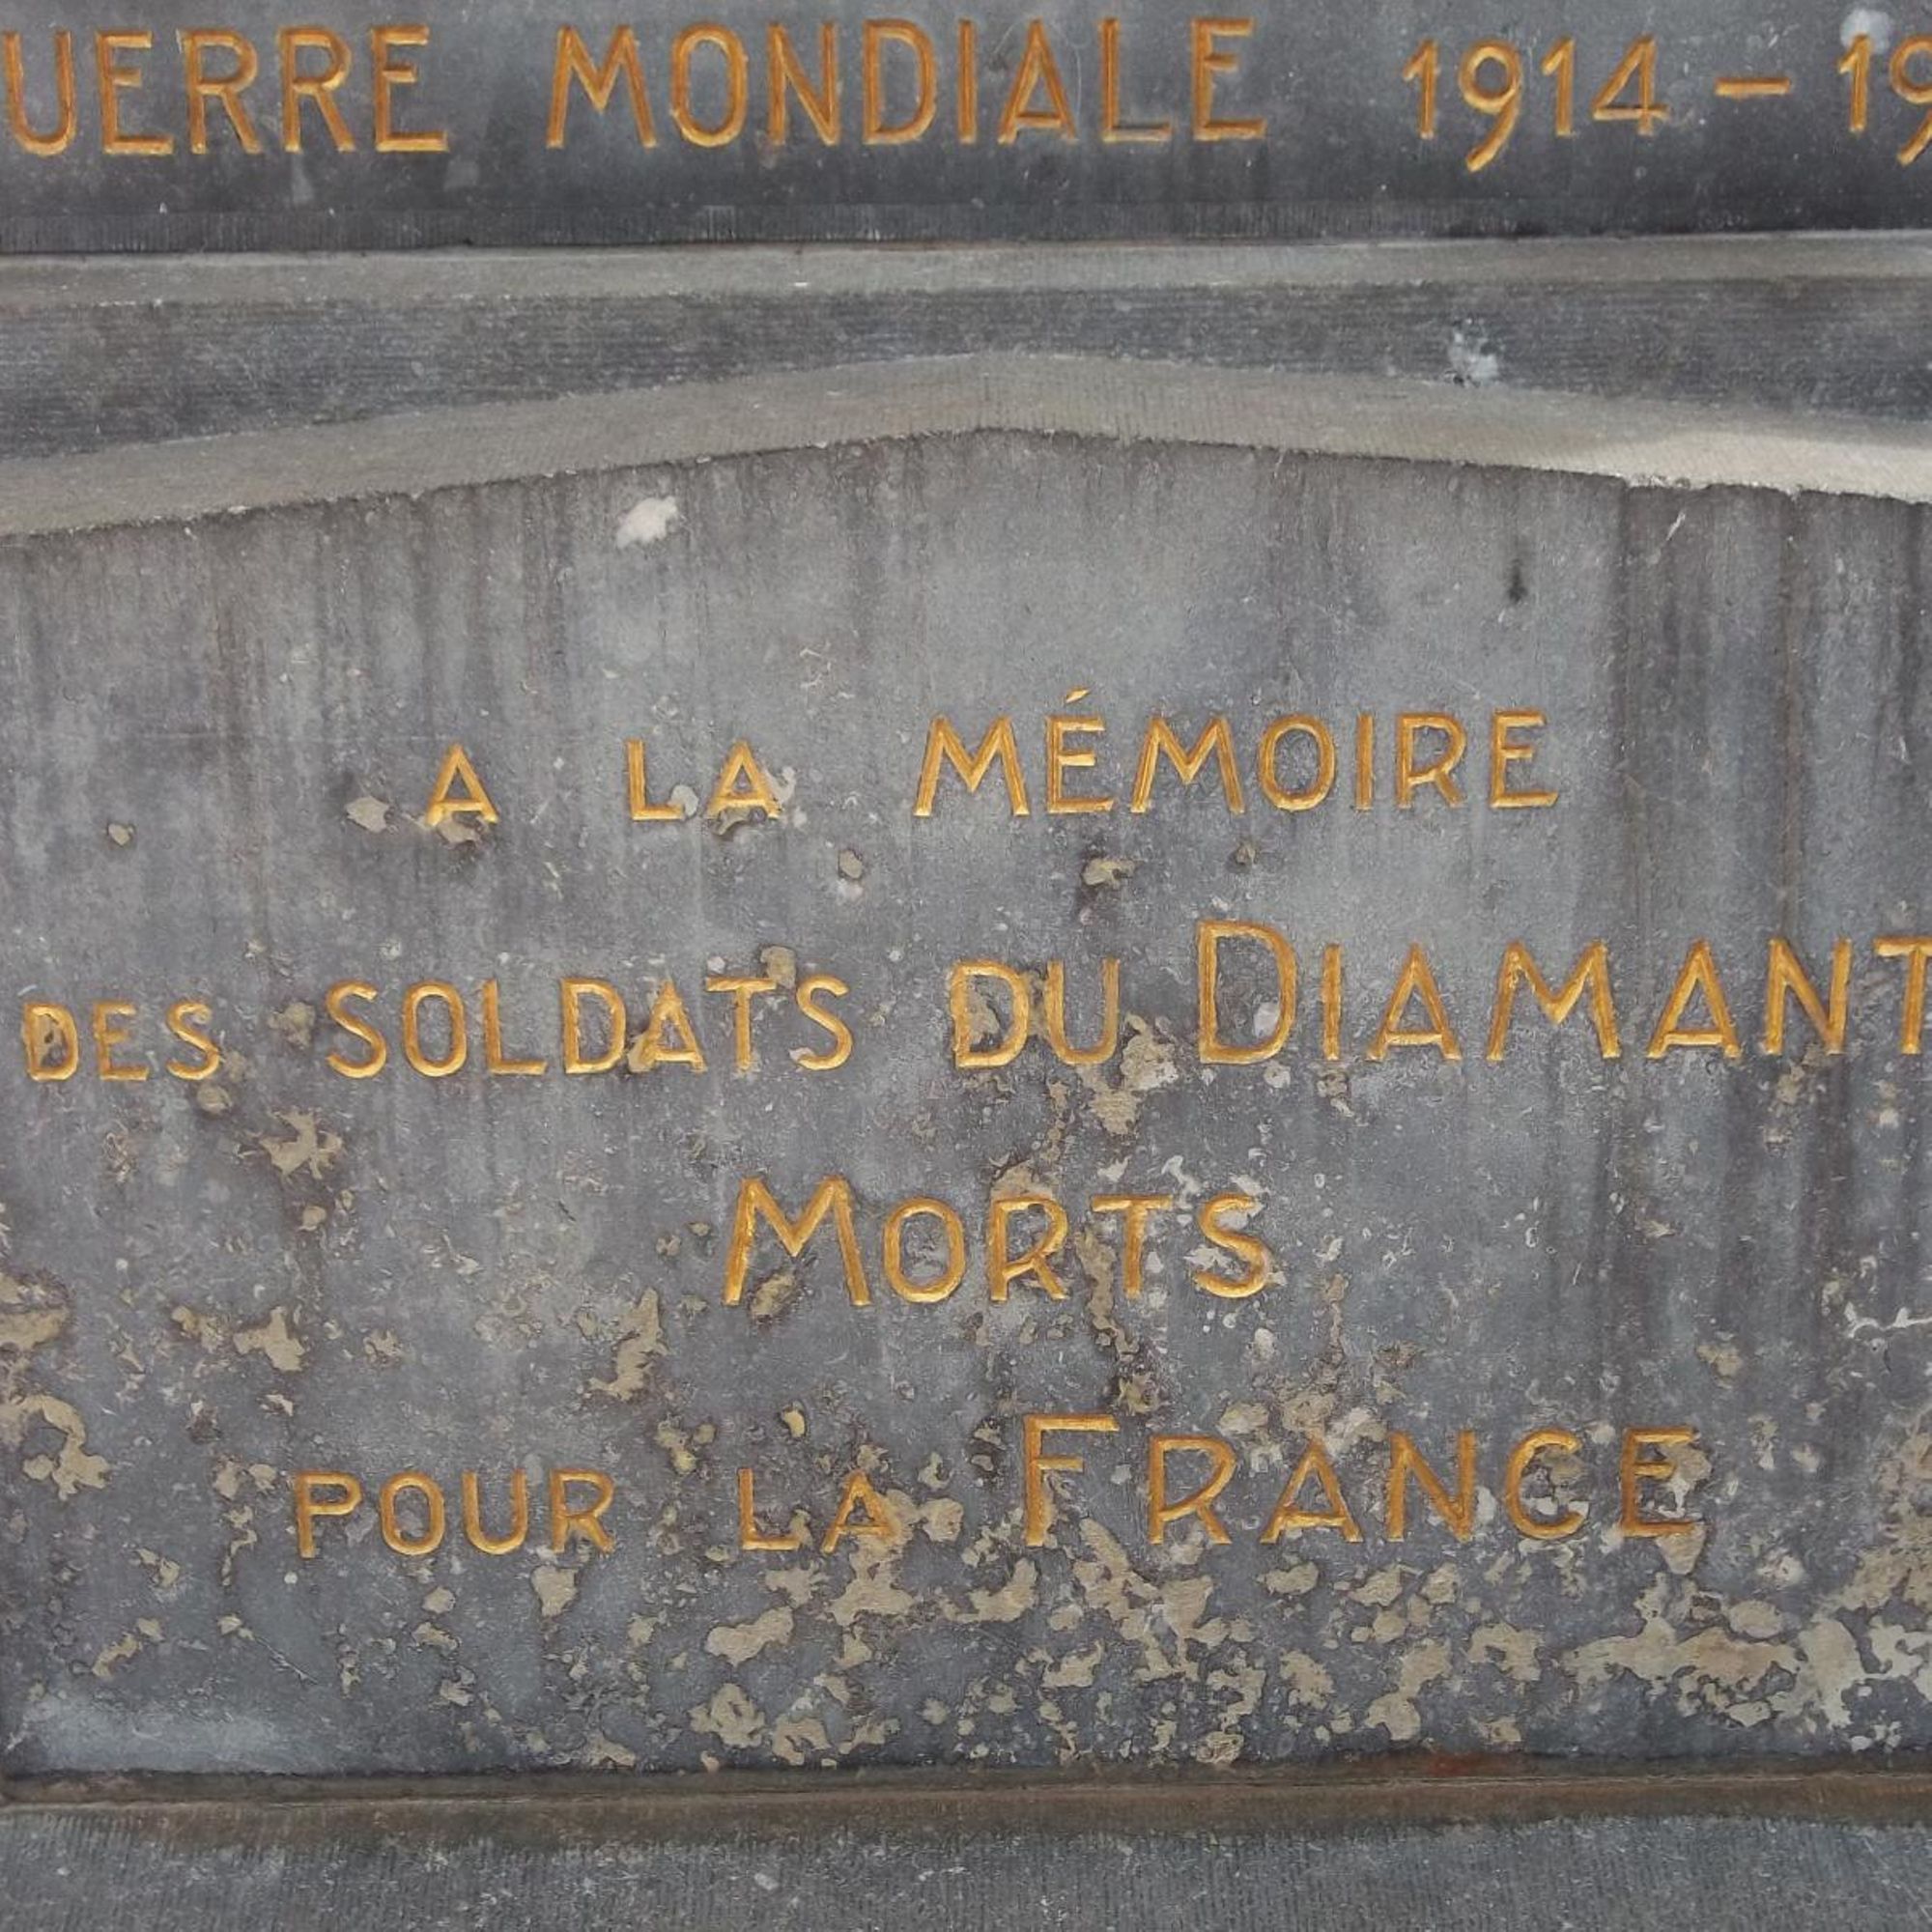 UERRE MONDIALE 1914 – 19
A LA MÉMOIRE
DES SOLDATS DU DIAMANT
MORTS
POUR LA FRANCE